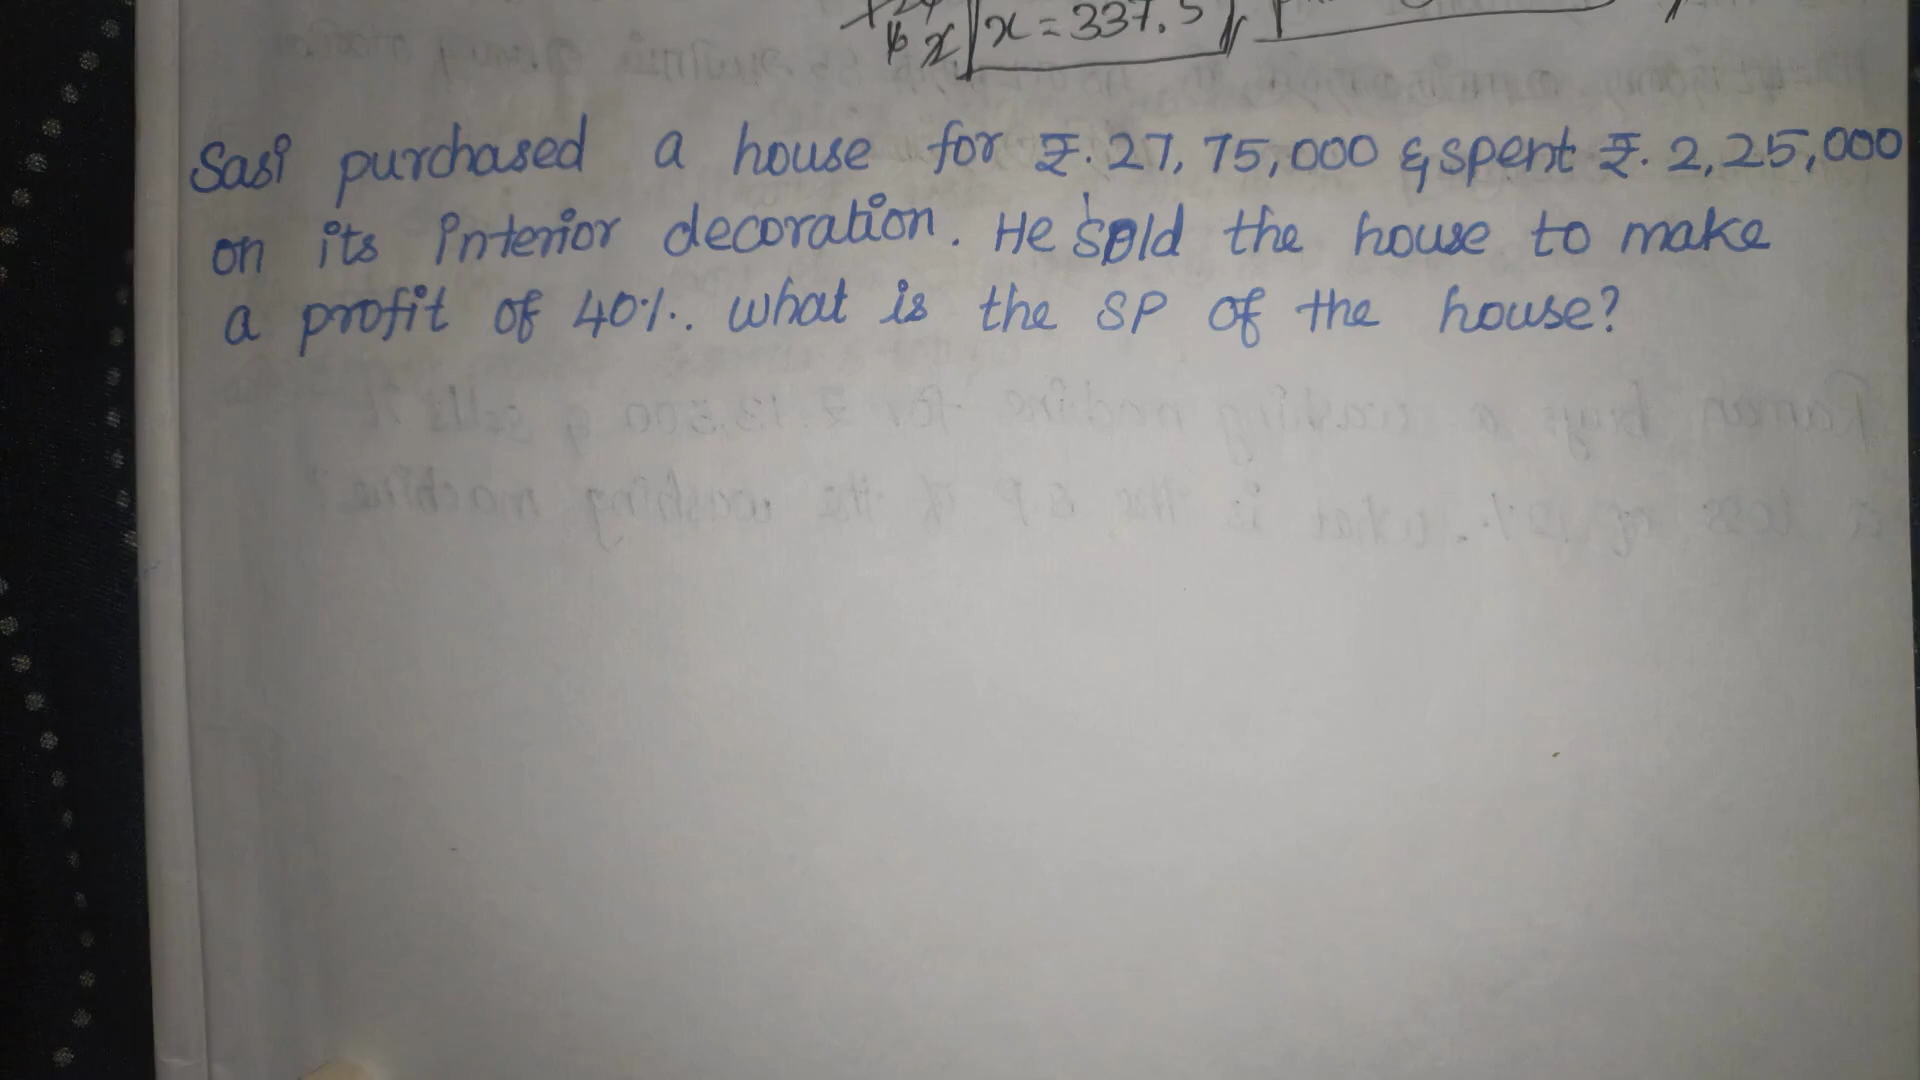 x = 337.5
Sasi purchased a house for ₹. 27,75,000 & spent ₹. 2,25,000
on its interior decoration. He sold the house to make
a profit of 40%. what is the SP of the house?